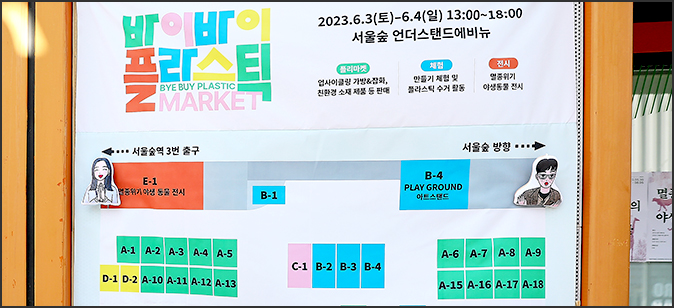 바이바이
플라스틱
BYE BUY PLASTIC
MARKET
2023.6.3(토)-6.4(일) 13:00~18:00
서울숲 언더스탠드에비뉴
플리마켓 체험 전시
업사이클링 가방&잡화, 만들기 체험 및 멸종위기
친환경 소재 제품 등 판매 플라스틱 수거 활동 야생동물 전시
서울숲역 3번 출구 서울숲 방향
E-1
멸종위기 야생 동물 전시
B-1
B-4
PLAY GROUND
아트스탠드
A-1 A-2 A-3 A-4 A-5
D-1 D-2 A-10 A-11 A-12 A-13
C-1 B-2 B-3 B-4
A-6 A-7 A-8 A-9
A-15 A-16 A-17 A-18